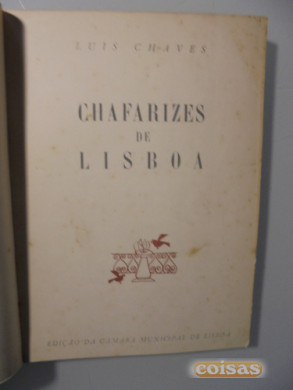 LUIS CHAVES
CHAFARIZES
DE
LISBOA
EDIÇÃO DA CÂMARA MUNICIPAL DE LISBOA
coisas